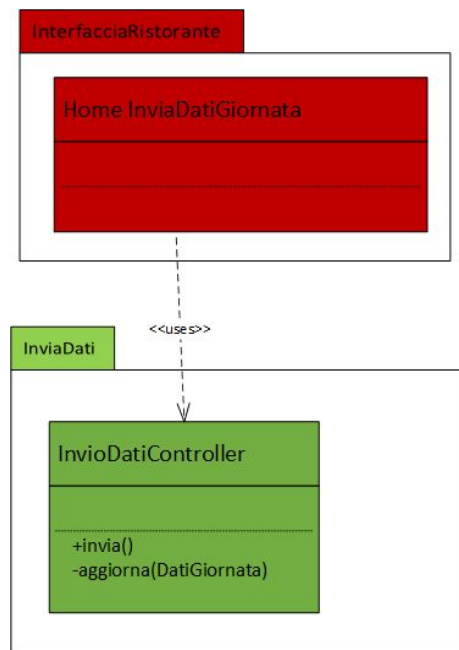 InterfacciaRistorante
Home InviaDatiGiornata
<<uses>>
InviaDati
InvioDatiController
+invia()
-aggiorna(DatiGiornata)